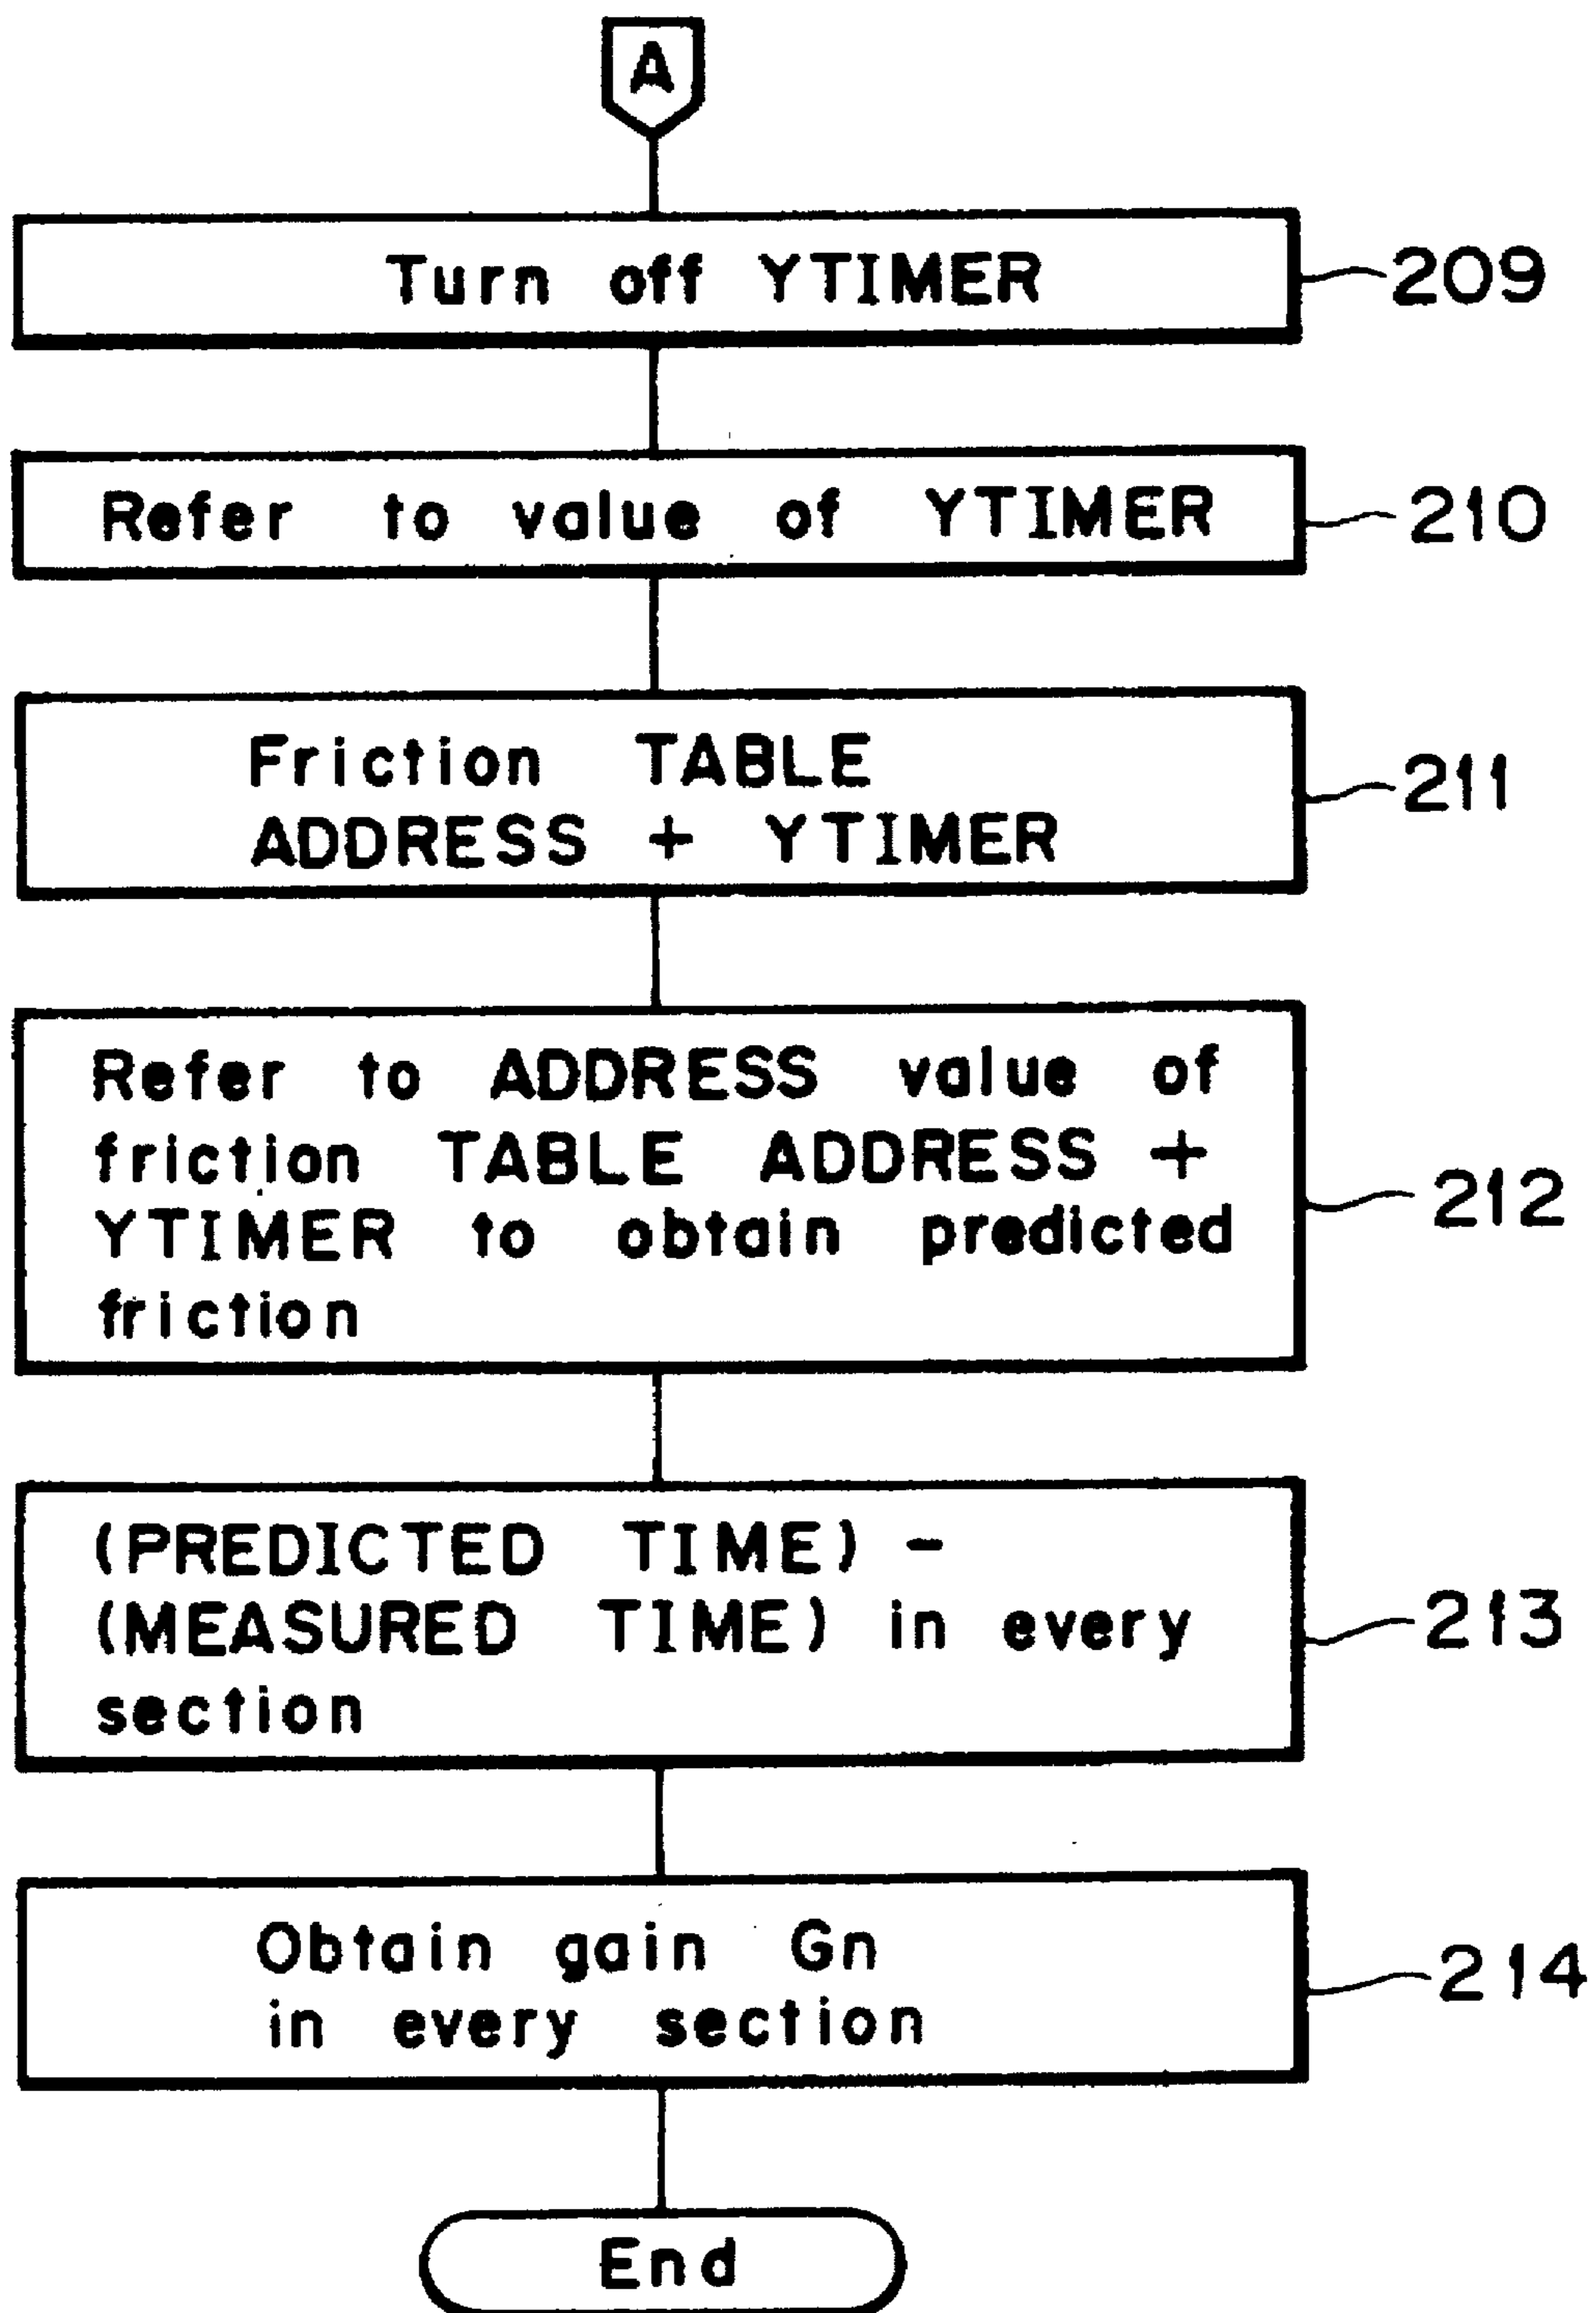 A
Turn off YTIMER
209
Refer to value of YTIMER
210
Friction TABLE
ADDRESS + YTIMER
211
Refer to ADDRESS value of
friction TABLE ADDRESS +
YTIMER to obtain predicted
friction
212
(PREDICTED TIME) -
(MEASURED TIME) in every
section
213
Obtain gain Gn
in every section
214
End